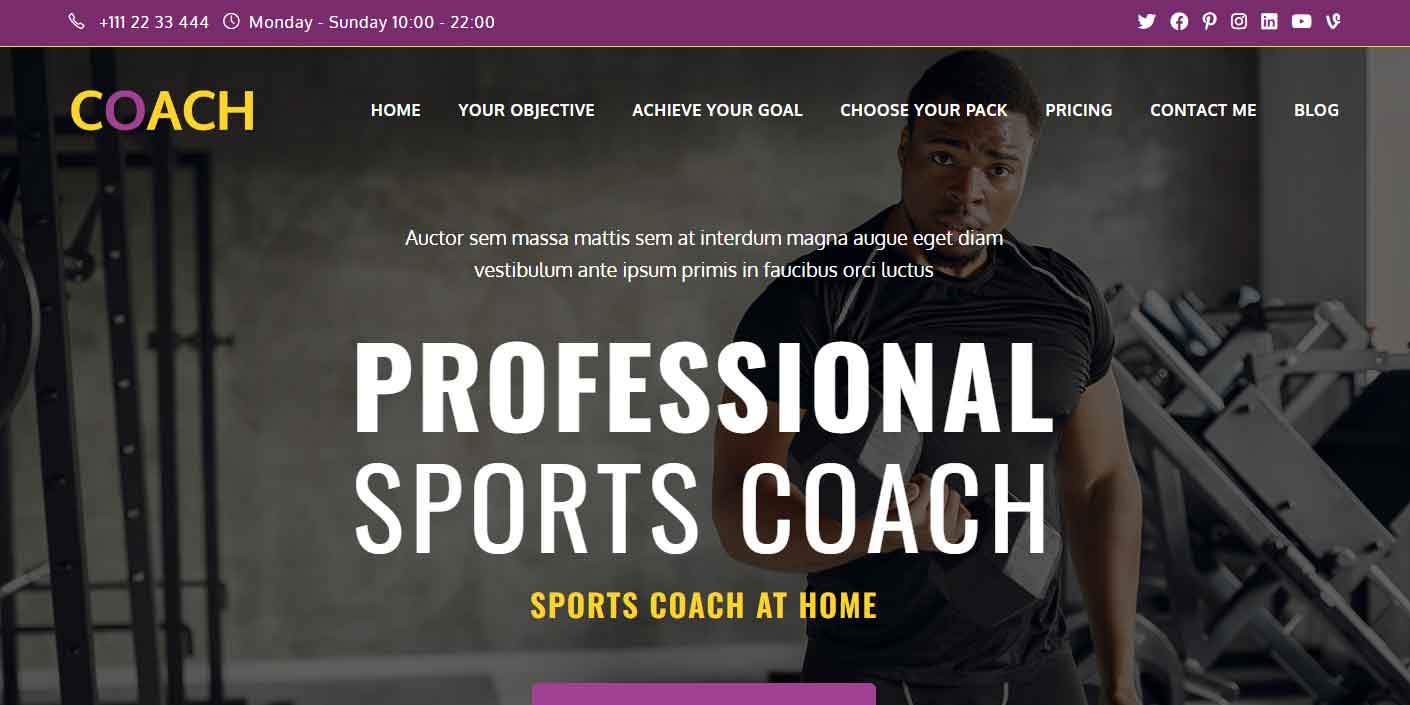 +111 22 33 444 Monday - Sunday 10:00 - 22:00
COACH
HOME YOUR OBJECTIVE ACHIEVE YOUR GOAL CHOOSE YOUR PACK PRICING CONTACT ME BLOG
Auctor sem massa mattis sem at interdum magna augue eget diam
vestibulum ante ipsum primis in faucibus orci luctus
PROFESSIONAL
SPORTS COACH
SPORTS COACH AT HOME